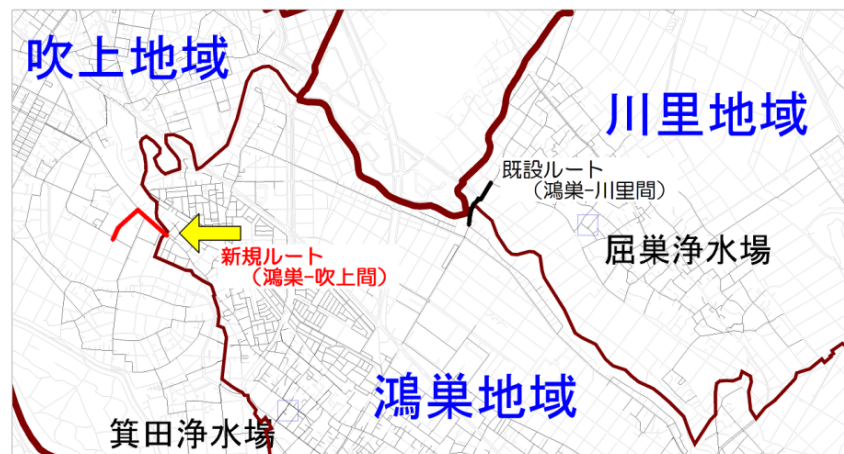 吹上地域
川里地域
既設ルート
（鴻巣-川里間）
屈巣浄水場
新規ルート
（鴻巣-吹上間）
鴻巣地域
箕田浄水場